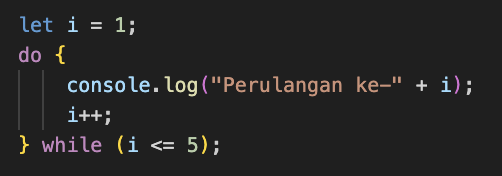 let i = 1;
do {
    console.log("Perulangan ke-" + i);
    i++;
} while (i <= 5);